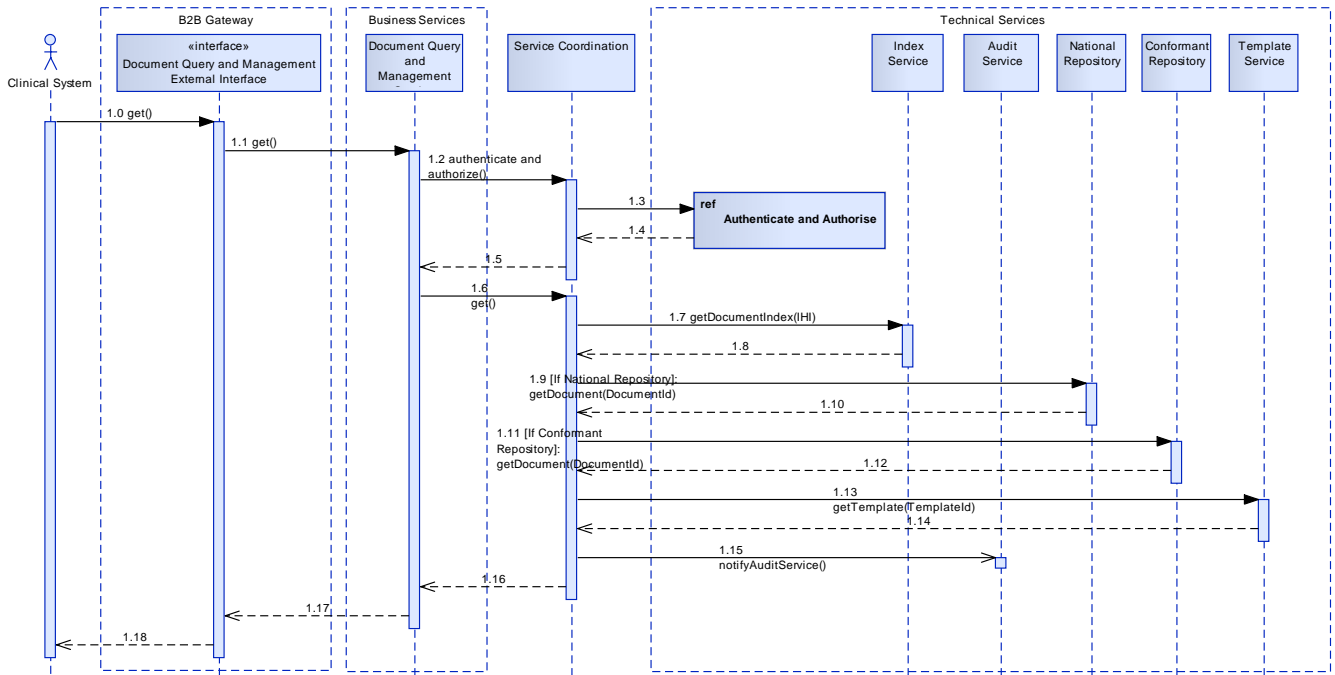 B2B Gateway
Business Services
Technical Services
«interface»
Document Query and Management
External Interface
Document Query
and
Management
Service Coordination
Index
Service
Audit
Service
National
Repository
Conformant
Repository
Template
Service
Clinical System
1.0 get()
1.1 get()
1.2 authenticate and
authorize()
1.3
ref
Authenticate and Authorise
1.4
1.5
1.6
get()
1.7 getDocumentIndex(IHI)
1.8
1.9 [If National Repository]:
getDocument(DocumentId)
1.10
1.11 [If Conformant
Repository]:
getDocument(DocumentId)
1.12
1.13
getTemplate(TemplateId)
1.14
1.15
notifyAuditService()
1.16
1.17
1.18